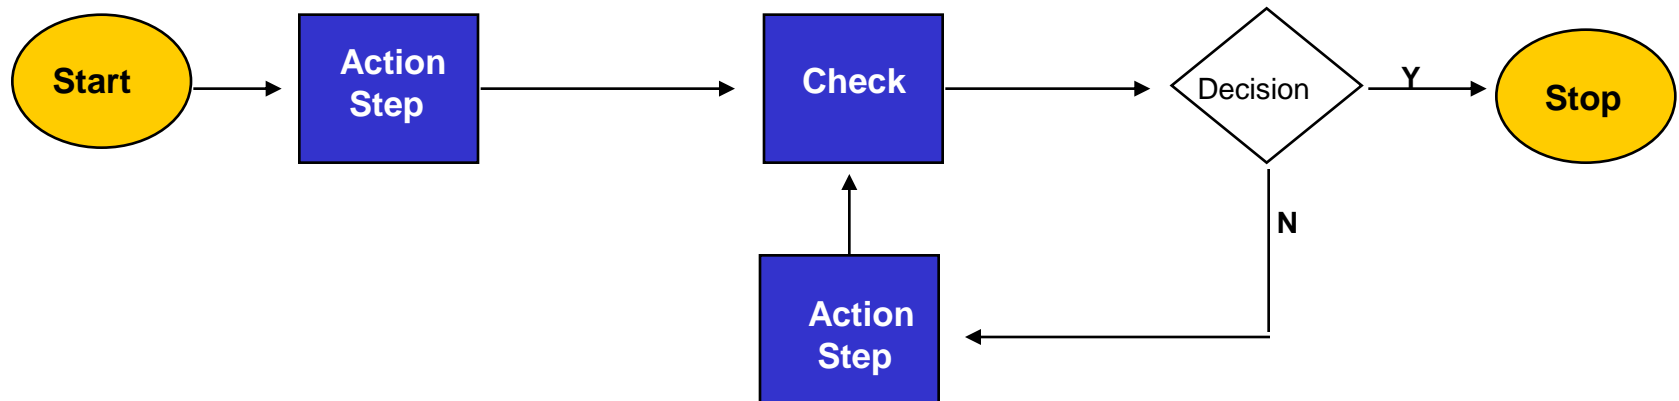 Start
Action
Step
Check
Decision
Y
Stop
N
Action
Step